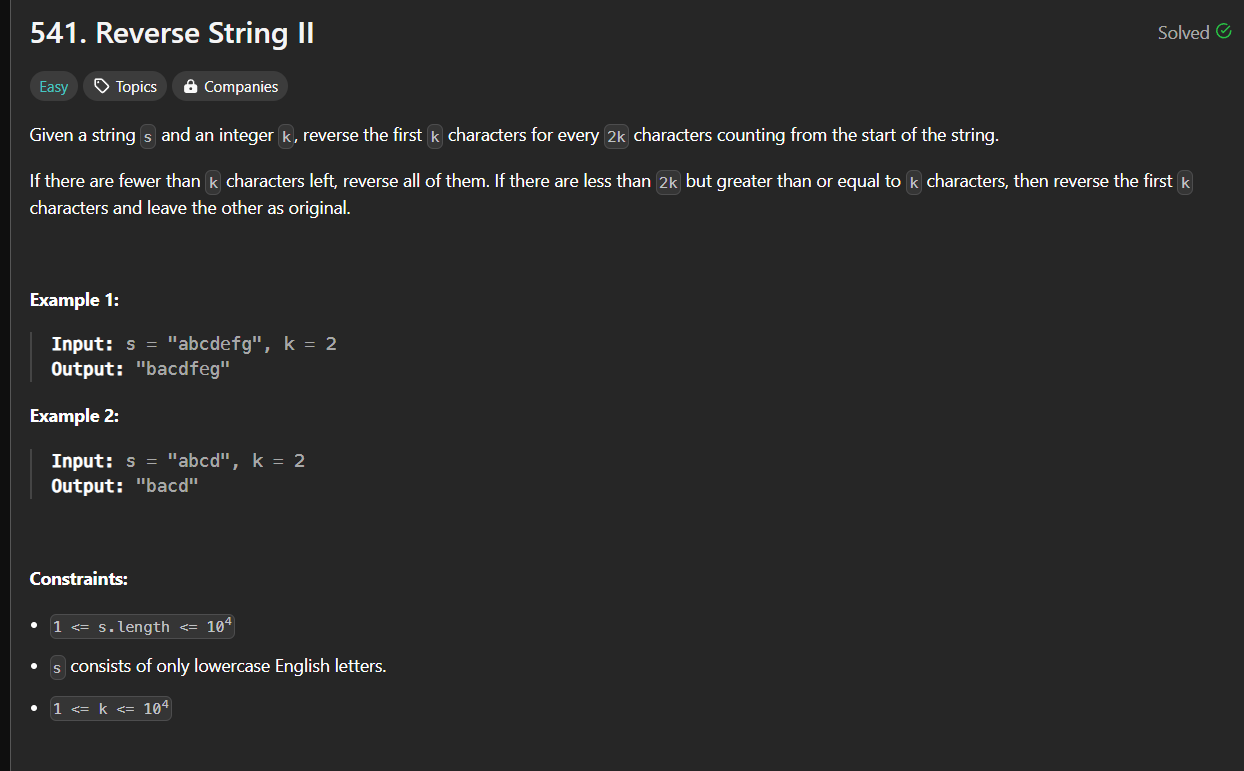 541. Reverse String II
Solved
Easy
Topics
Companies
Given a string s and an integer k, reverse the first k characters for every 2k characters counting from the start of the string.
If there are fewer than k characters left, reverse all of them. If there are less than 2k but greater than or equal to k characters, then reverse the first k
characters and leave the other as original.
Example 1:
Input: s = "abcdefg", k = 2
Output: "bacdfeg"
Example 2:
Input: s = "abcd", k = 2
Output: "bacd"
Constraints:
• 1 <= s.length <= 10⁴
• s consists of only lowercase English letters.
• 1 <= k <= 10⁴